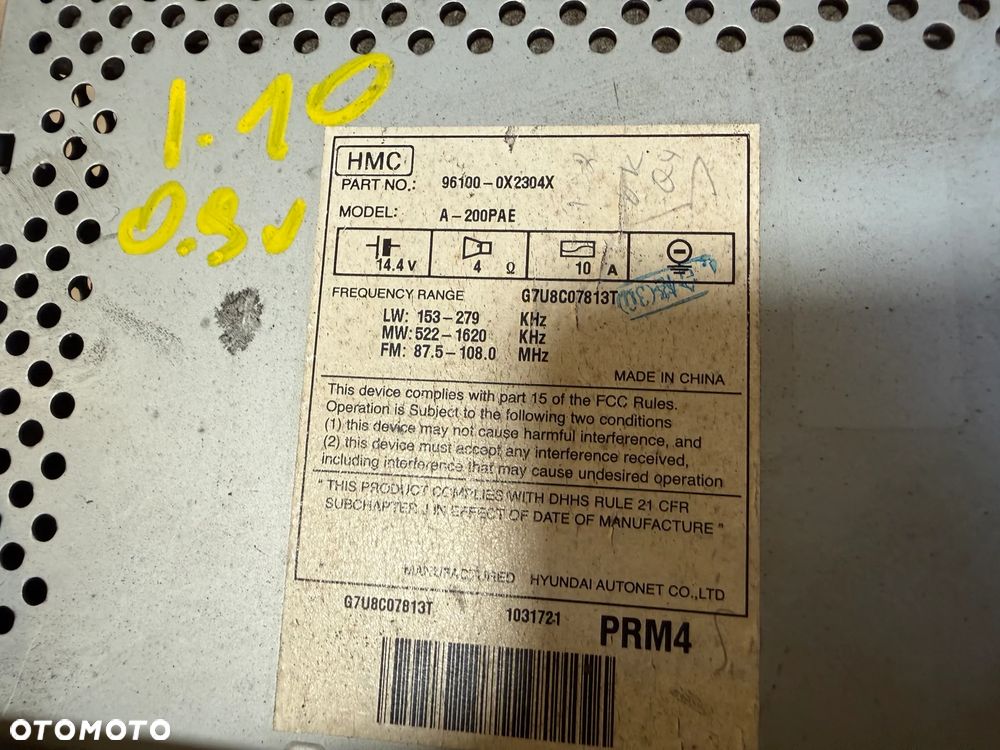 1.10
0.9
HMC
PART NO.: 96100-0X2304X
MODEL: A-200PAE
14.4 V 4 Ω 10 A
FREQUENCY RANGE G7U8C07813T
LW: 153-279 KHz
MW: 522-1620 KHz
FM: 87.5-108.0 MHz
MADE IN CHINA
This device complies with part 15 of the FCC Rules.
Operation is Subject to the following two conditions
(1) this device may not cause harmful interference, and
(2) this device must accept any interference received,
including interference that may cause undesired operation
"THIS PRODUCT COMPLIES WITH DHHS RULE 21 CFR
SUBCHAPTER J IN EFFECT OF DATE OF MANUFACTURE"
MANUFACTURED HYUNDAI AUTONET CO.,LTD
G7U8C07813T 1031721 PRM4
OTOMOTO